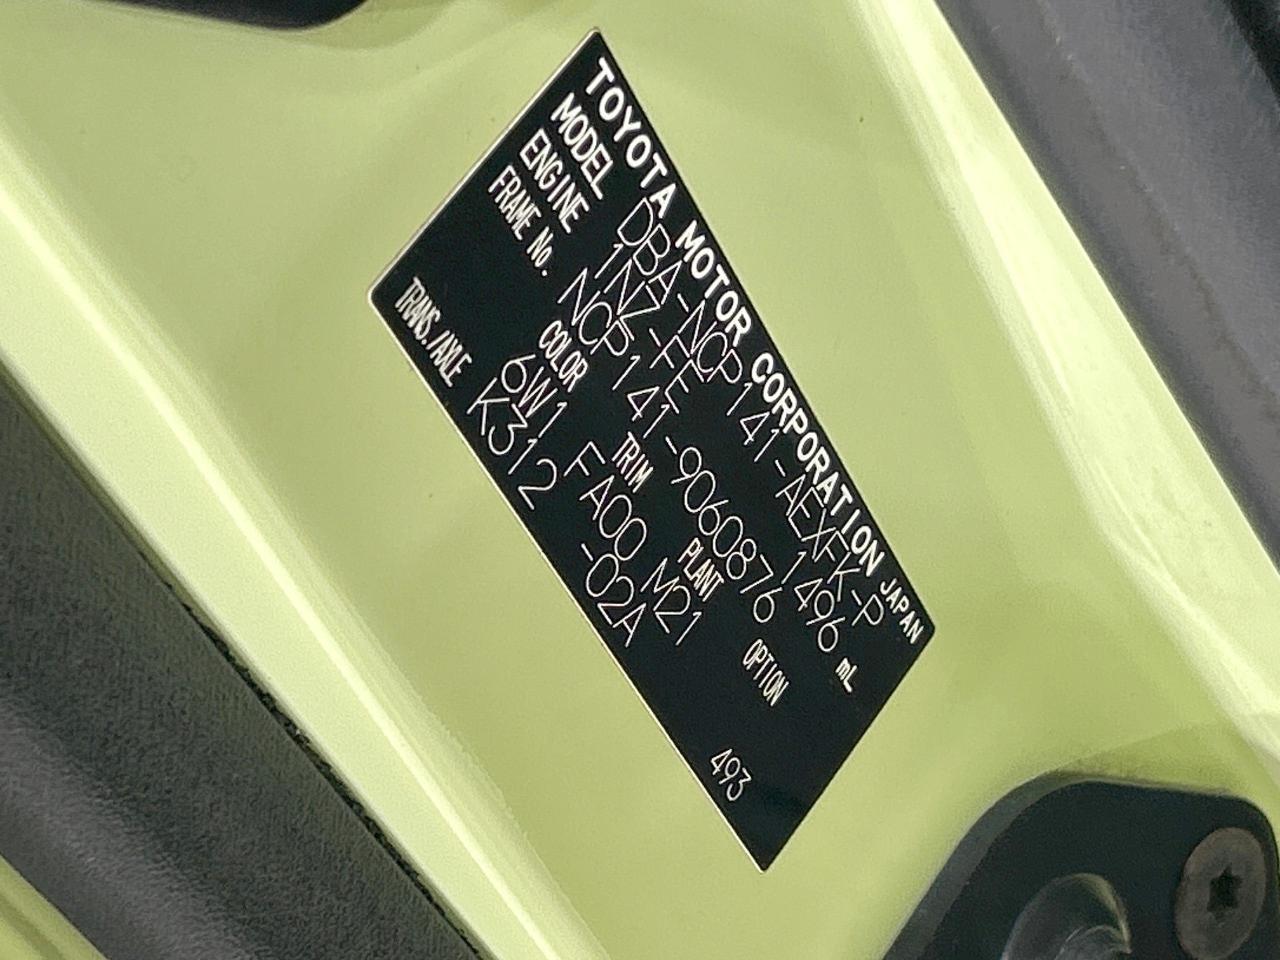 TOYOTA MOTOR CORPORATION JAPAN
MODEL DBA-NCP141-AEXFK-P
ENGINE 1NZ-FE 1496 mL
FRAME No. NCP141-9060876
COLOR TRIM PLANT OPTION
6W1 FA00 M21
TRANS./AXLE K312 -02A
493